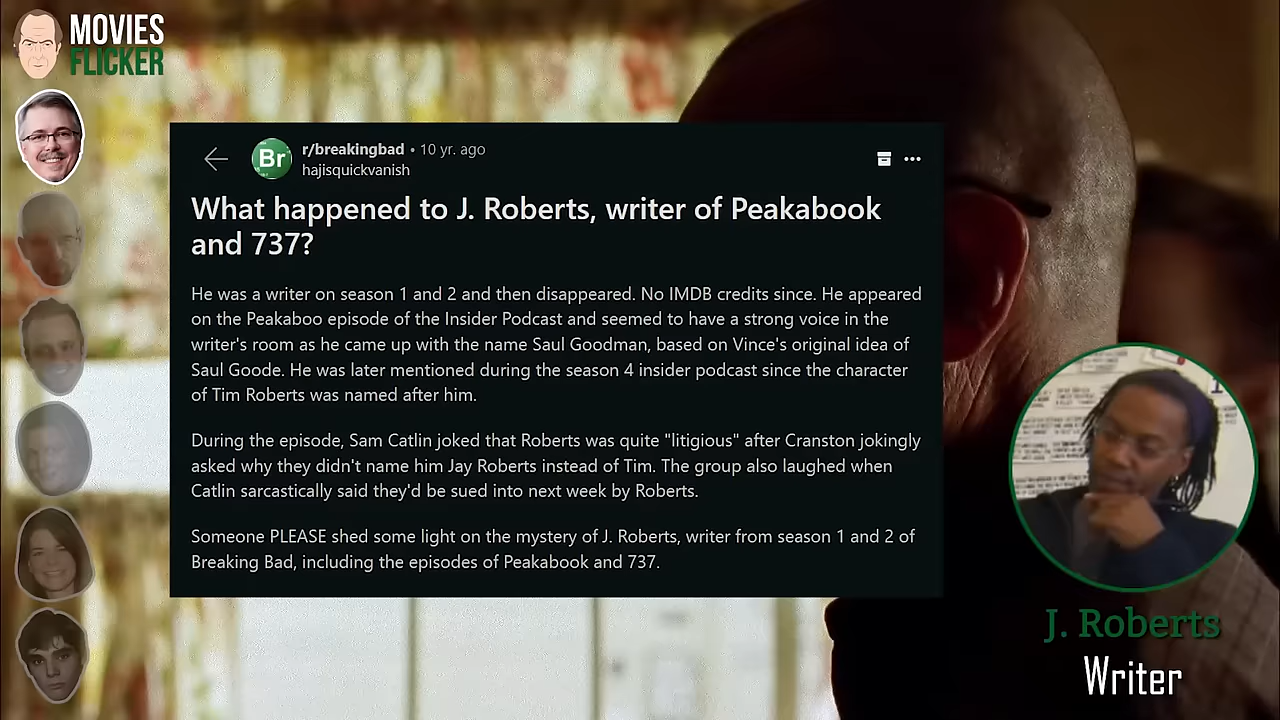 MOVIES
FLICKER
Br
r/breakingbad • 10 yr. ago
hajisquickvanish
What happened to J. Roberts, writer of Peakabook
and 737?
He was a writer on season 1 and 2 and then disappeared. No IMDB credits since. He appeared
on the Peakaboo episode of the Insider Podcast and seemed to have a strong voice in the
writer's room as he came up with the name Saul Goodman, based on Vince's original idea of
Saul Goode. He was later mentioned during the season 4 insider podcast since the character
of Tim Roberts was named after him.
During the episode, Sam Catlin joked that Roberts was quite "litigious" after Cranston jokingly
asked why they didn't name him Jay Roberts instead of Tim. The group also laughed when
Catlin sarcastically said they'd be sued into next week by Roberts.
Someone PLEASE shed some light on the mystery of J. Roberts, writer from season 1 and 2 of
Breaking Bad, including the episodes of Peakabook and 737.
J. Roberts
Writer